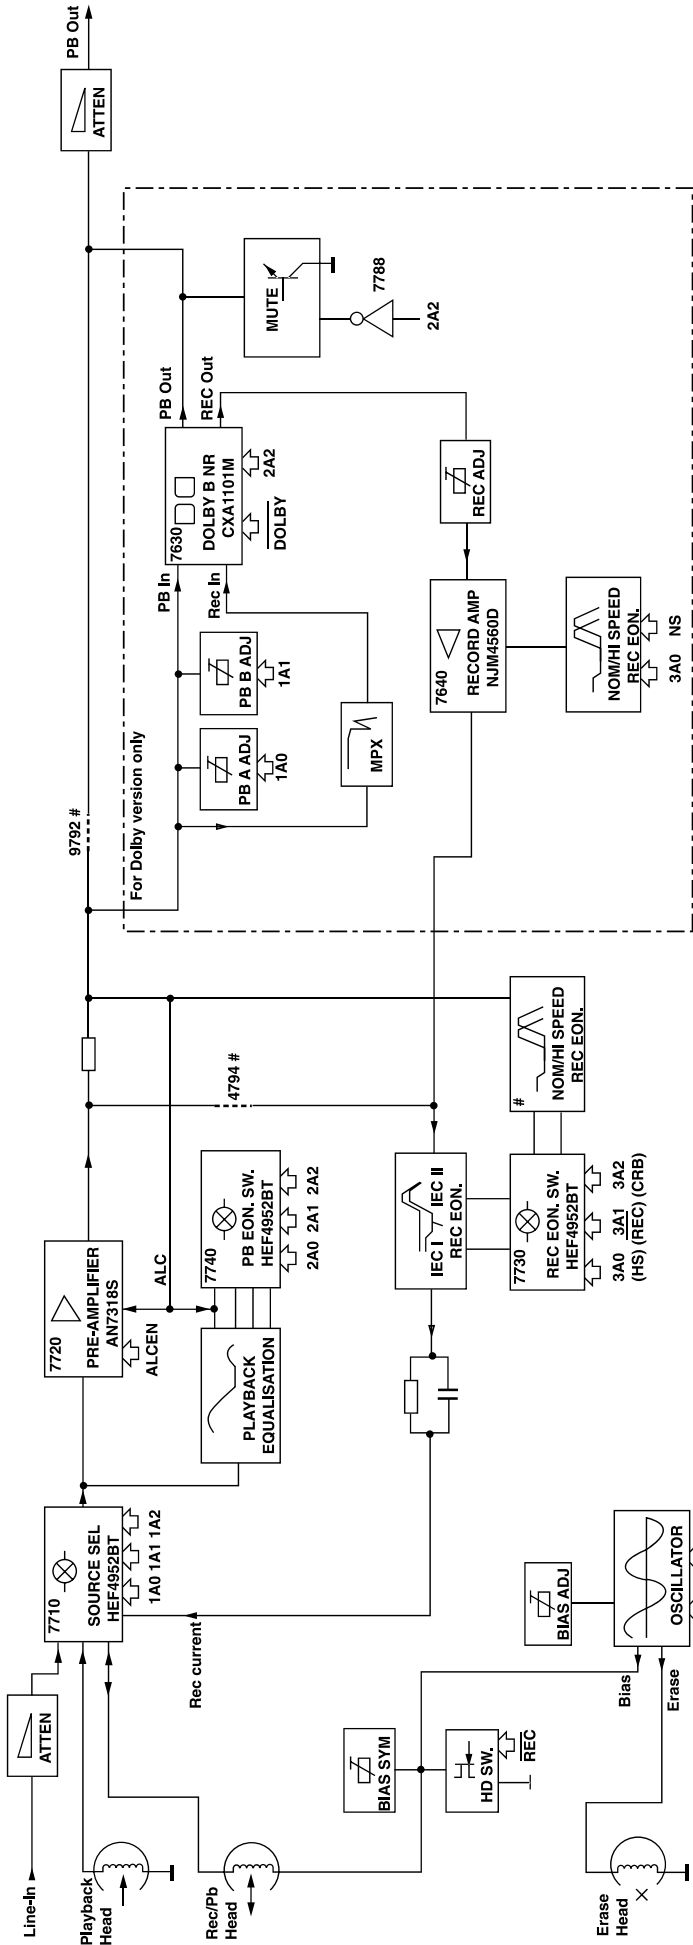 Line-In
ATTEN
Playback
Head
Rec/Pb
Head
Erase
Head
7710
SOURCE SEL
HEF4952BT
1A0 1A1 1A2
Rec current
BIAS SYM
HD SW.
REC
Bias
Erase
BIAS ADJ
OSCILLATOR
7720
PRE-AMPLIFIER
AN7318S
ALCEN
ALC
PLAYBACK
EQUALISATION
7740
PB EON. SW.
HEF4952BT
2A0 2A1 2A2
4794 #
IEC I IEC II
REC EON.
7730
REC EON. SW.
HEF4952BT
3A0 3A1 3A2
(HS) (REC) (CRB)
#
NOM/HI SPEED
REC EON.
9792 #
For Dolby version only
PB A ADJ
1A0
PB B ADJ
1A1
MPX
PB In
Rec In
7630
DOLBY B NR
CXA1101M
DOLBY
2A2
PB Out
REC Out
MUTE
7788
2A2
REC ADJ
7640
RECORD AMP
NJM4560D
NOM/HI SPEED
REC EON.
3A0 NS
ATTEN
PB Out